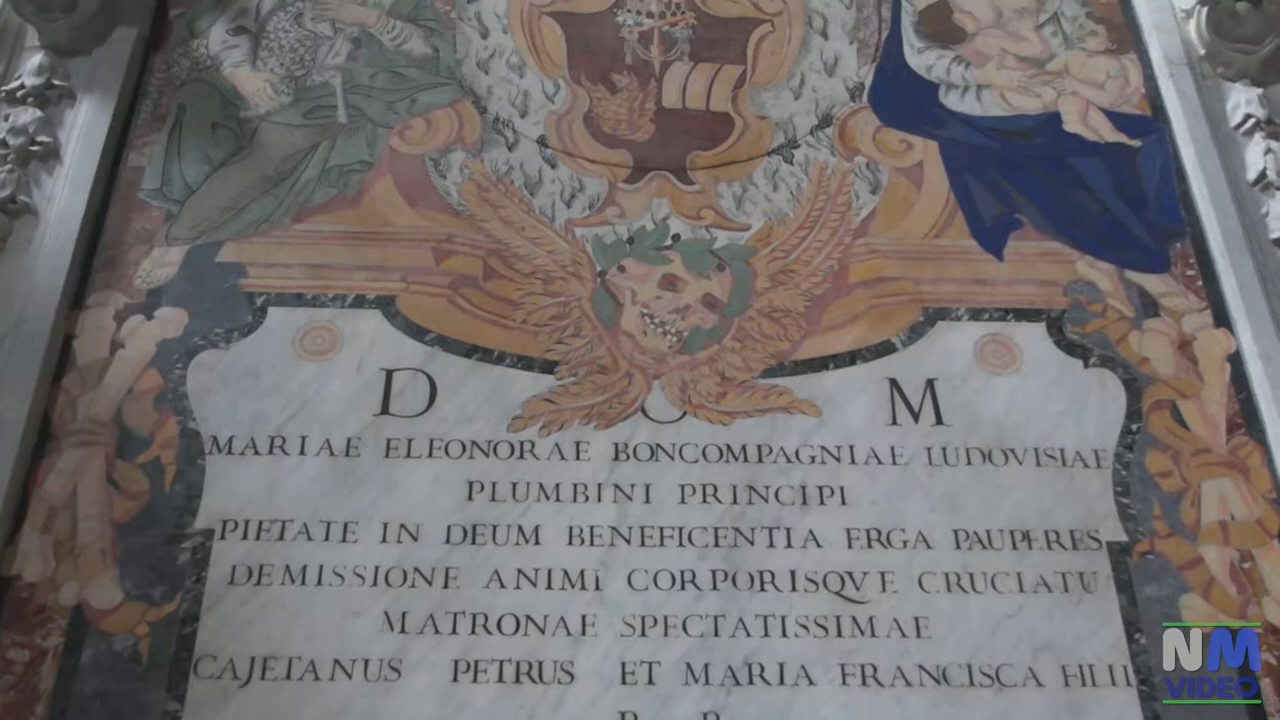 D O M
MARIAE ELEONORAE BONCOMPAGNIAE LUDOVISIAE
PLUMBINI PRINCIPI
PIETATE IN DEUM BENEFICENTIA ERGA PAUPERES
DEMISSIONE ANIMI CORPORISQVE CRUCIATU
MATRONAE SPECTATISSIMAE
CAJETANUS PETRUS ET MARIA FRANCISCA FILII
NM
VIDEO